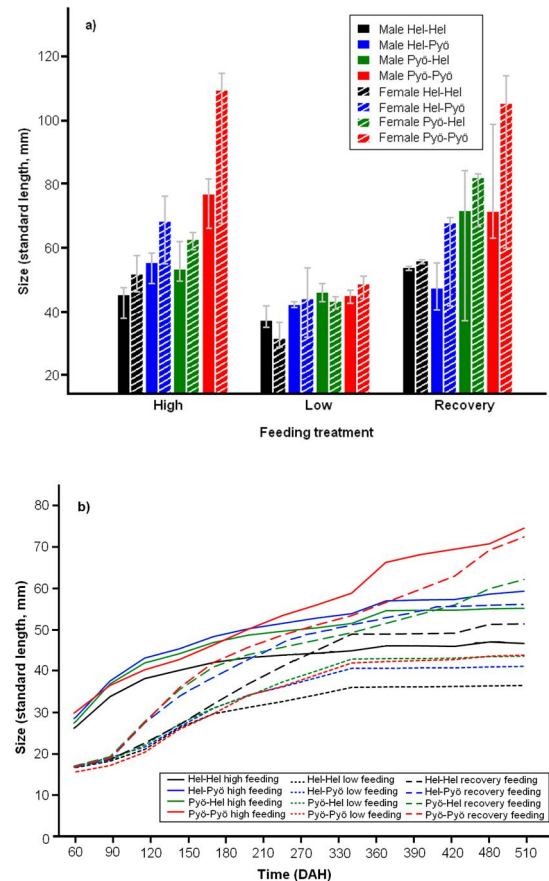 a)
Size (standard length, mm)
120
100
80
60
40
20
Male Hel-Hel
Male Hel-Pyö
Male Pyö-Hel
Male Pyö-Pyö
Female Hel-Hel
Female Hel-Pyö
Female Pyö-Hel
Female Pyö-Pyö
High Low Recovery
Feeding treatment
b)
Size (standard length, mm)
80
70
60
50
40
30
20
10
0
Hel-Hel high feeding Hel-Hel low feeding Hel-Hel recovery feeding
Hel-Pyö high feeding Hel-Pyö low feeding Hel-Pyö recovery feeding
Pyö-Hel high feeding Pyö-Hel low feeding Pyö-Hel recovery feeding
Pyö-Pyö high feeding Pyö-Pyö low feeding Pyö-Pyö recovery feeding
60 90 120 150 180 210 270 330 360 390 420 480 510
Time (DAH)